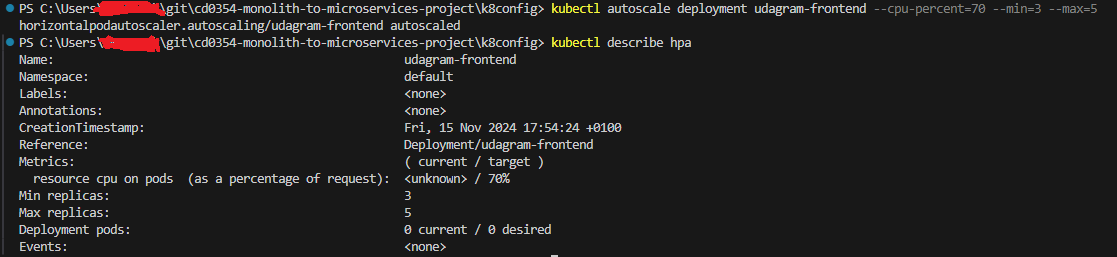 PS C:\Users\ \git\cd0354-monolith-to-microservices-project\k8config> kubectl autoscale deployment udagram-frontend --cpu-percent=70 --min=3 --max=5
horizontalpodautoscaler.autoscaling/udagram-frontend autoscaled
PS C:\Users\ \git\cd0354-monolith-to-microservices-project\k8config> kubectl describe hpa
Name: udagram-frontend
Namespace: default
Labels: <none>
Annotations: <none>
CreationTimestamp: Fri, 15 Nov 2024 17:54:24 +0100
Reference: Deployment/udagram-frontend
Metrics: ( current / target )
resource cpu on pods (as a percentage of request): <unknown> / 70%
Min replicas: 3
Max replicas: 5
Deployment pods: 0 current / 0 desired
Events: <none>